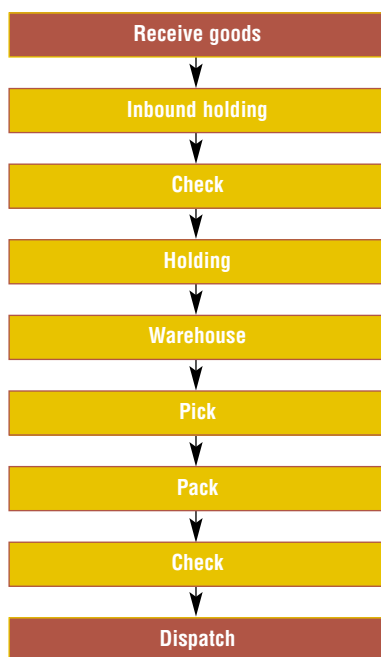 Receive goods
Inbound holding
Check
Holding
Warehouse
Pick
Pack
Check
Dispatch